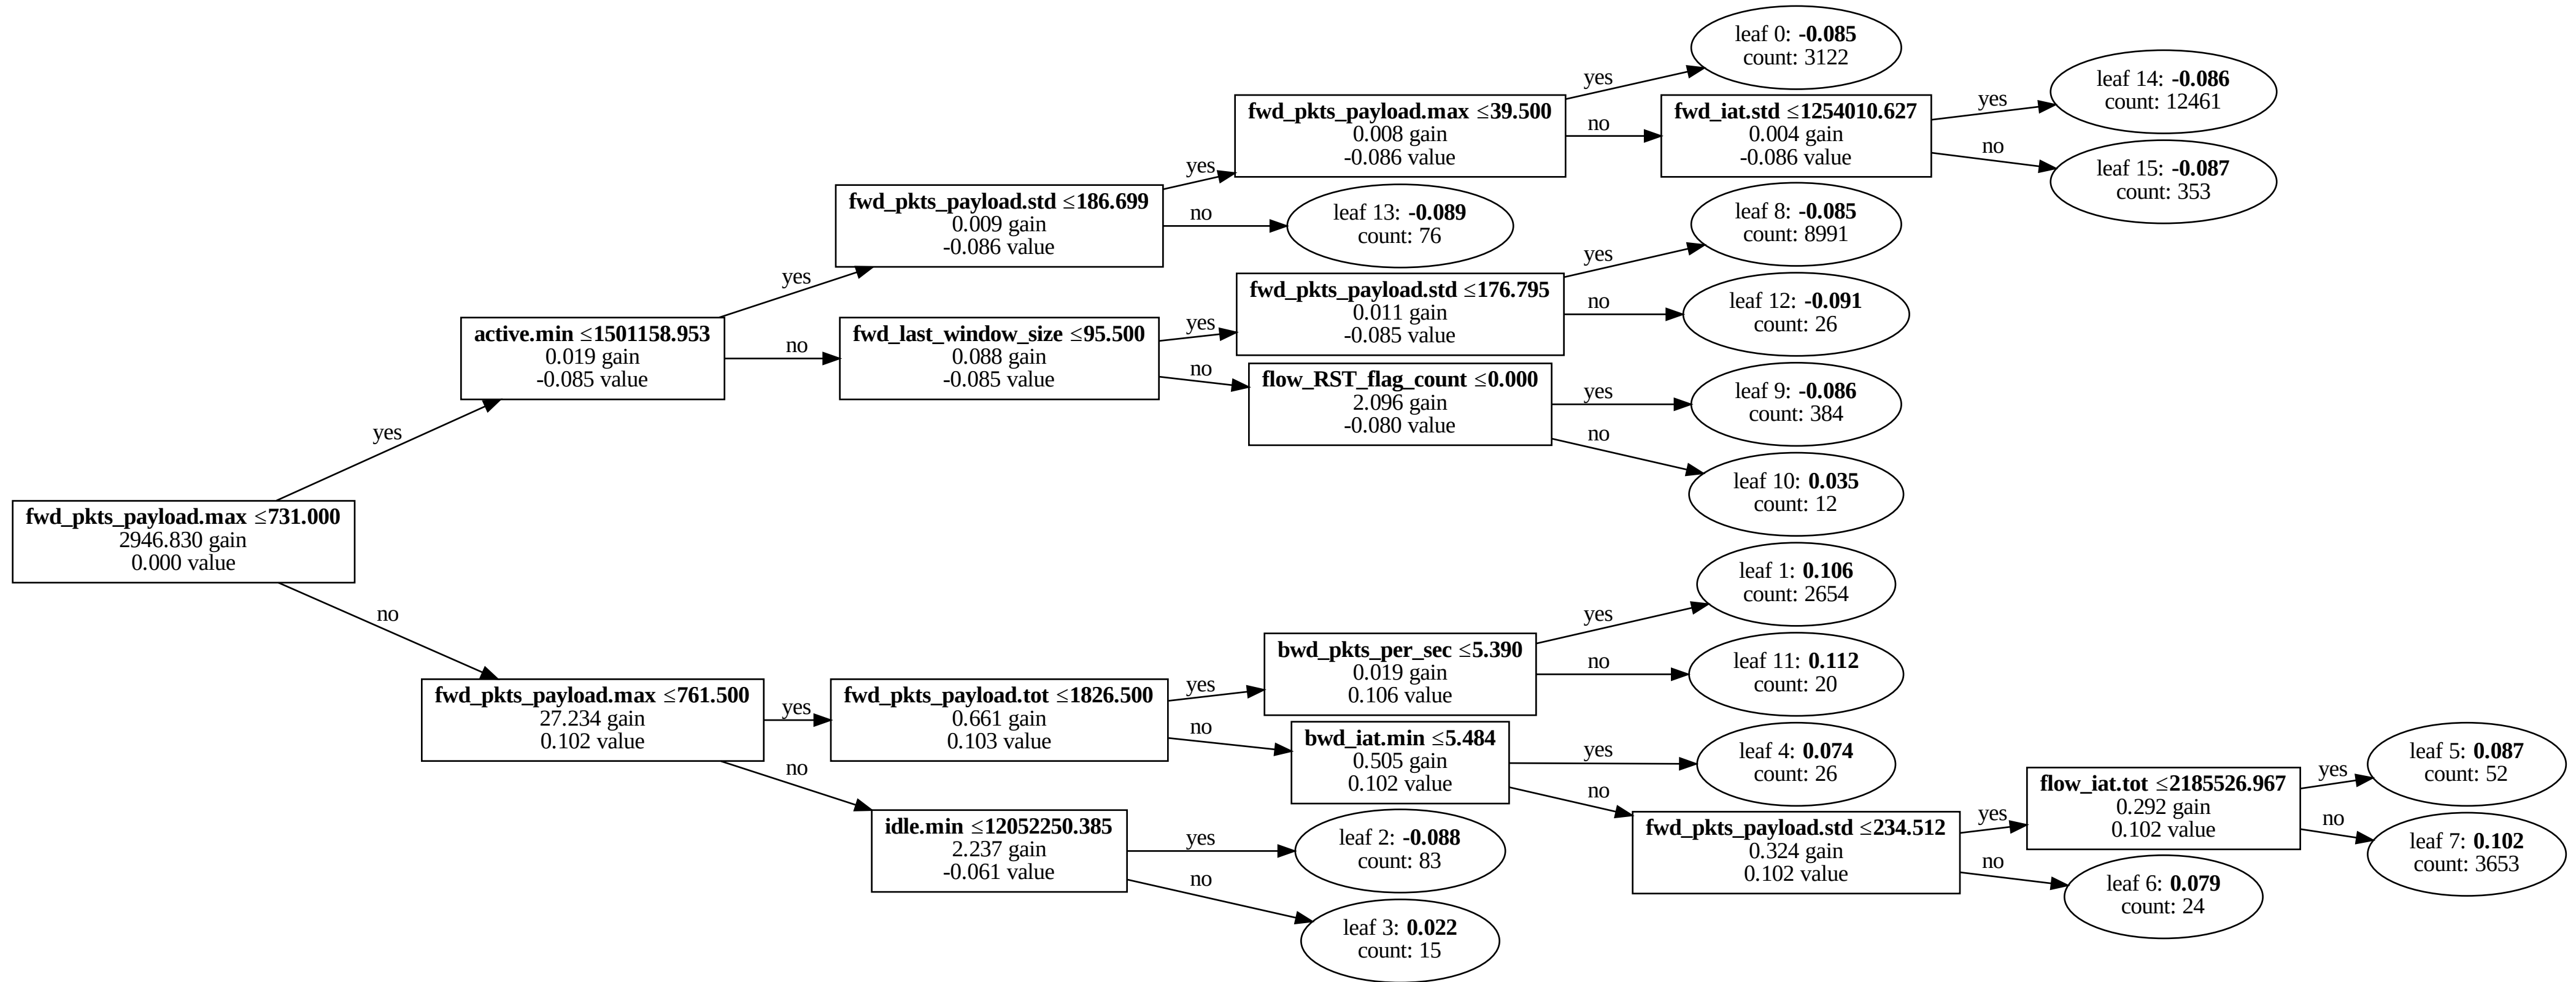 fwd_pkts_payload.max ≤731.000
2946.830 gain
0.000 value
yes
no
active.min ≤1501158.953
0.019 gain
-0.085 value
yes
no
fwd_pkts_payload.std ≤186.699
0.009 gain
-0.086 value
yes
no
fwd_pkts_payload.max ≤39.500
0.008 gain
-0.086 value
yes
no
leaf 0: -0.085
count: 3122
fwd_iat.std ≤1254010.627
0.004 gain
-0.086 value
yes
no
leaf 14: -0.086
count: 12461
leaf 15: -0.087
count: 353
leaf 13: -0.089
count: 76
fwd_last_window_size ≤95.500
0.088 gain
-0.085 value
yes
no
fwd_pkts_payload.std ≤176.795
0.011 gain
-0.085 value
yes
no
leaf 8: -0.085
count: 8991
leaf 12: -0.091
count: 26
flow_RST_flag_count ≤0.000
2.096 gain
-0.080 value
yes
no
leaf 9: -0.086
count: 384
leaf 10: 0.035
count: 12
fwd_pkts_payload.max ≤761.500
27.234 gain
0.102 value
yes
no
fwd_pkts_payload.tot ≤1826.500
0.661 gain
0.103 value
yes
no
bwd_pkts_per_sec ≤5.390
0.019 gain
0.106 value
yes
no
leaf 1: 0.106
count: 2654
leaf 11: 0.112
count: 20
bwd_iat.min ≤5.484
0.505 gain
0.102 value
yes
no
leaf 4: 0.074
count: 26
fwd_pkts_payload.std ≤234.512
0.324 gain
0.102 value
yes
no
flow_iat.tot ≤2185526.967
0.292 gain
0.102 value
yes
no
leaf 5: 0.087
count: 52
leaf 7: 0.102
count: 3653
leaf 6: 0.079
count: 24
idle.min ≤12052250.385
2.237 gain
-0.061 value
yes
no
leaf 2: -0.088
count: 83
leaf 3: 0.022
count: 15